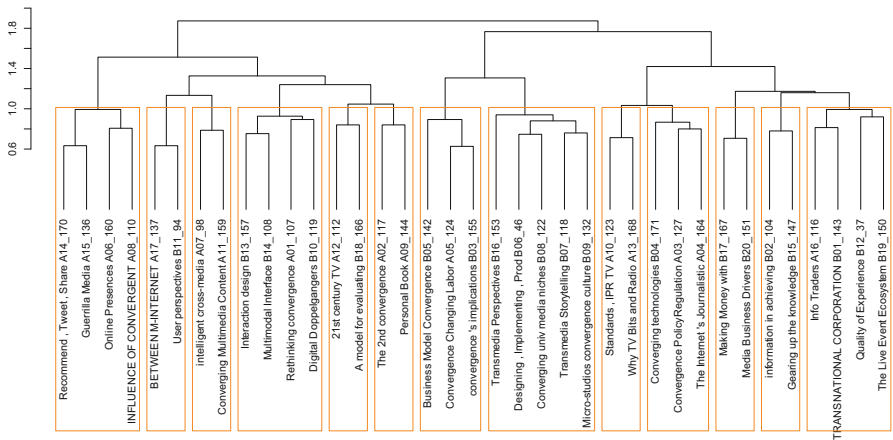 1.8
1.4
1.0
0.6
Recommend , Tweet , Share A14_170
Guerrilla Media A15_136
Online Presences A06_160
INFLUENCE OF CONVERGENT A08_110
BETWEEN M-INTERNET A17_137
User perspectives B11_94
intelligent cross-media A07_98
Converging Multimedia Content A11_159
Interaction design B13_157
Multimodal Interface B14_108
Rethinking convergence A01_107
Digital Doppelgangers B10_119
21st century TV A12_112
A model for evaluating B18_166
The 2nd convergence A02_117
Personal Book A09_144
Business Model Convergence B05_142
Convergence Changing Labor A05_124
convergence 's implications B03_155
Transmedia Perspectives B16_153
Designing , Implementing , Prod B06_46
Converging univ media niches B08_122
Transmedia Storytelling B07_118
Micro-studios convergence culture B09_132
Standards , IPR TV A10_123
Why TV Bits and Radio A13_168
Converging technologies B04_171
Convergence PolicyRegulation A03_127
The Internet 's Journalistic A04_164
Making Money with B17_167
Media Business Drivers B20_151
information in achieving B02_104
Gearing up the knowledge B15_147
Info Traders A16_116
TRANSNATIONAL CORPORATION B01_143
Quality of Experience B12_37
The Live Event Ecosystem B19_150